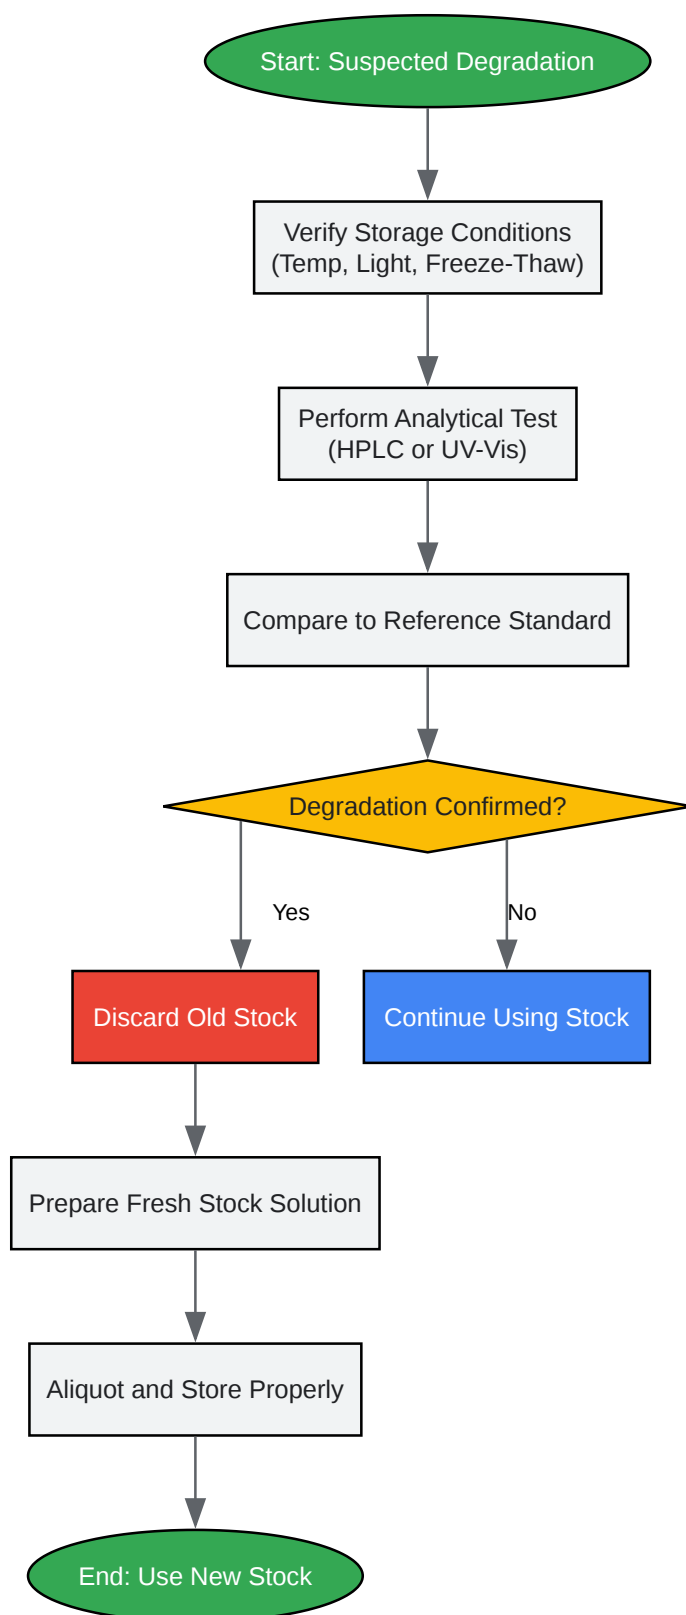 Start: Suspected Degradation
Verify Storage Conditions
(Temp, Light, Freeze-Thaw)
Perform Analytical Test
(HPLC or UV-Vis)
Compare to Reference Standard
Degradation Confirmed?
Yes
No
Discard Old Stock
Continue Using Stock
Prepare Fresh Stock Solution
Aliquot and Store Properly
End: Use New Stock